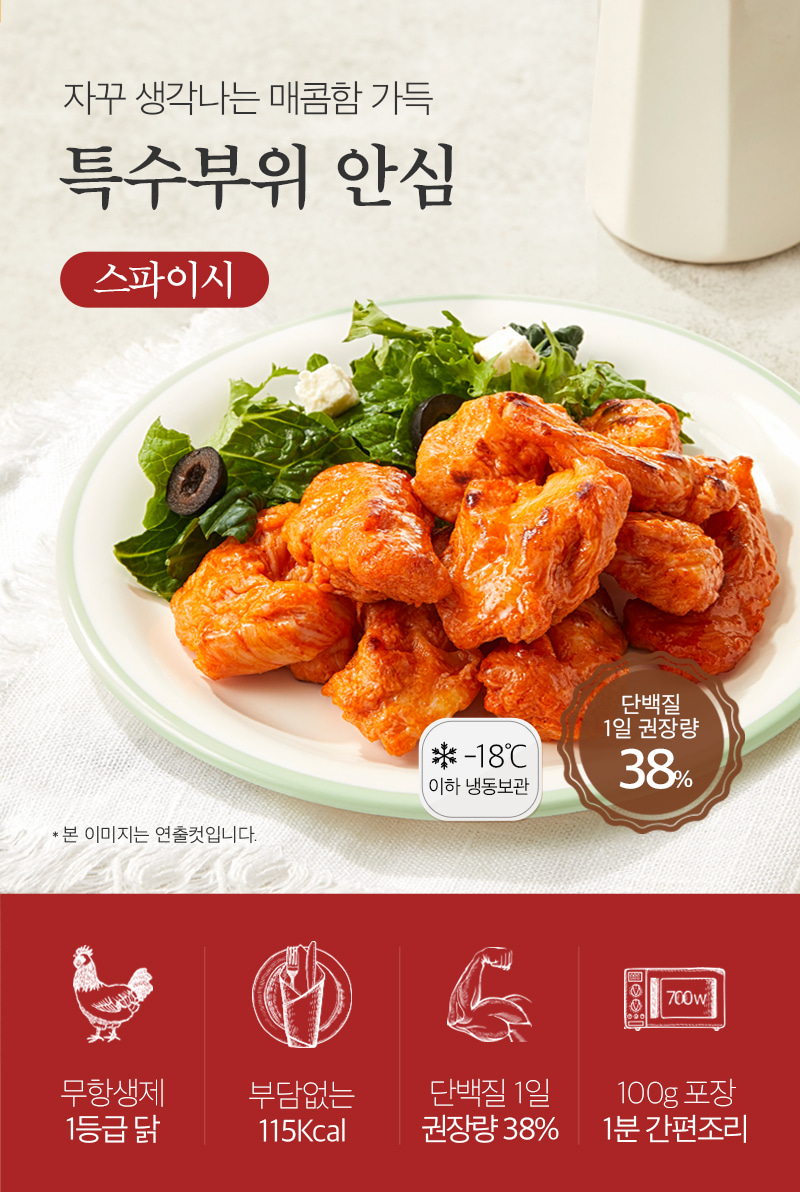 자꾸 생각나는 매콤함 가득
특수부위 안심
스파이시
단백질
1일 권장량
38%
-18℃
이하 냉동보관
* 본 이미지는 연출컷입니다.
700w
무항생제
1등급 닭
부담없는
115Kcal
단백질 1일
권장량 38%
100g 포장
1분 간편조리